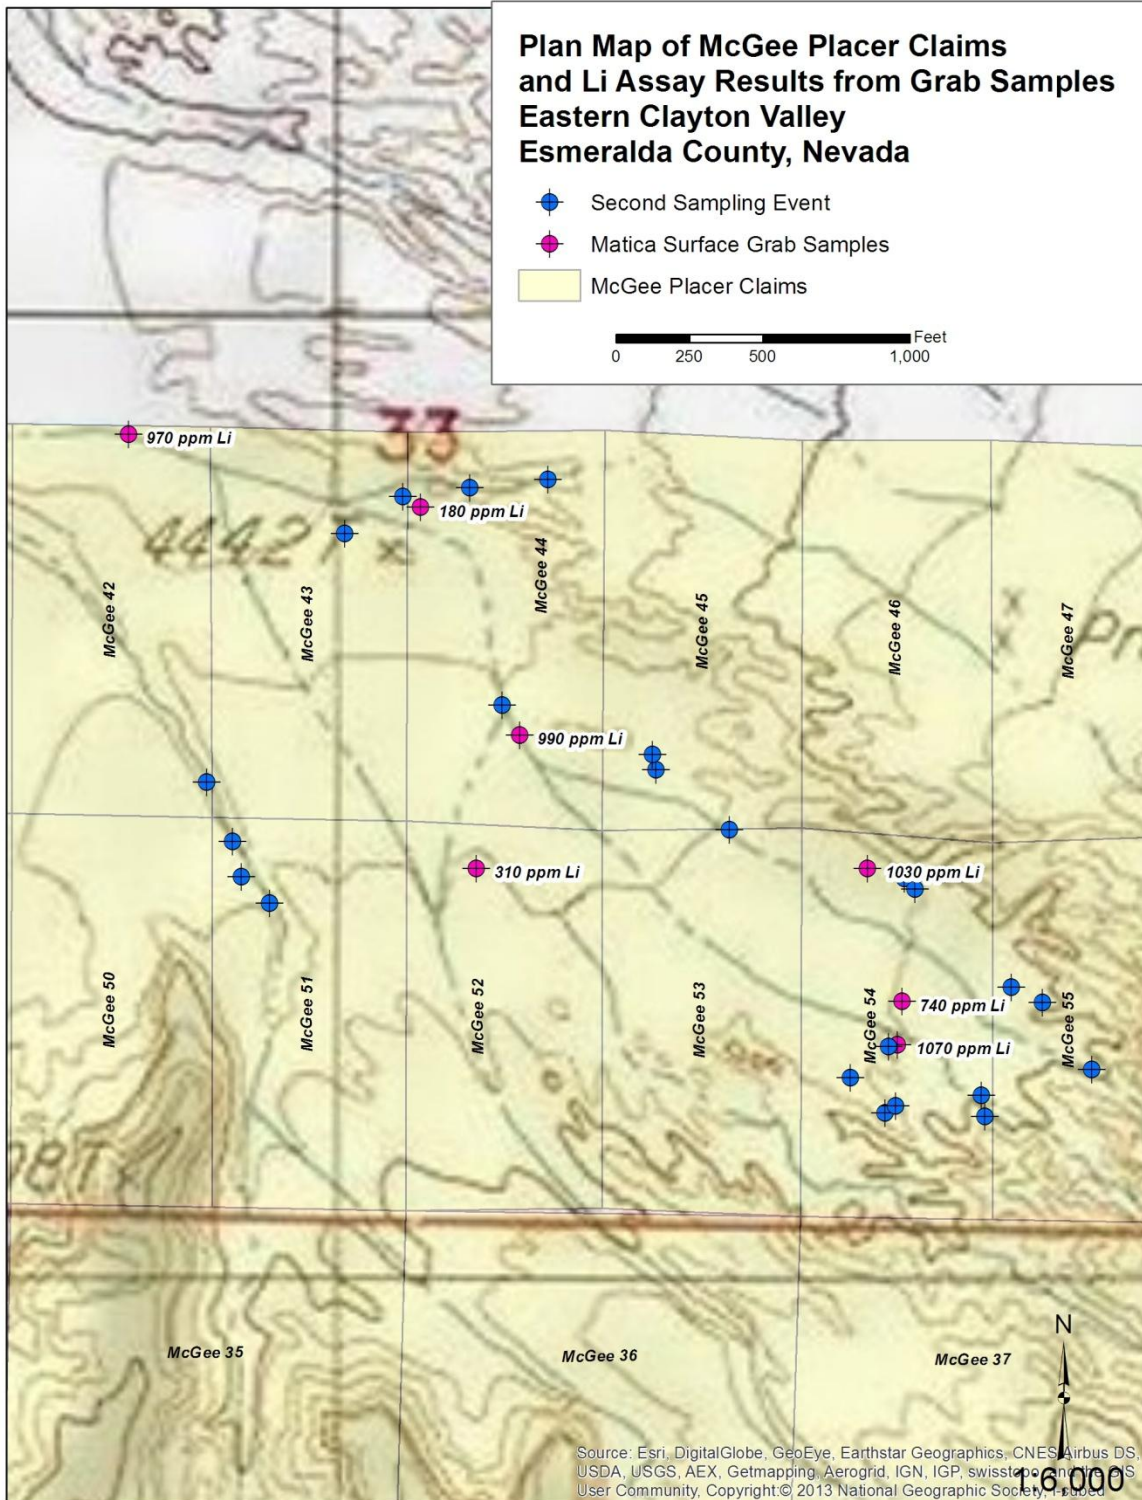 Plan Map of McGee Placer Claims
and Li Assay Results from Grab Samples
Eastern Clayton Valley
Esmeralda County, Nevada
Second Sampling Event
Matica Surface Grab Samples
McGee Placer Claims
Feet
0 250 500 1,000
33
970 ppm Li
180 ppm Li
4442T x
McGee 42
McGee 43
McGee 44
McGee 45
McGee 46
McGee 47
Pr
990 ppm Li
310 ppm Li
1030 ppm Li
740 ppm Li
1070 ppm Li
McGee 50
McGee 51
McGee 52
McGee 53
McGee 54
McGee 55
McGee 35
McGee 36
McGee 37
N
Source: Esri, DigitalGlobe, GeoEye, Earthstar Geographics, CNES/Airbus DS,
USDA, USGS, AEX, Getmapping, Aerogrid, IGN, IGP, swisstopo, and the GIS
User Community, Copyright:© 2013 National Geographic Society, i-cubed
1:6,000